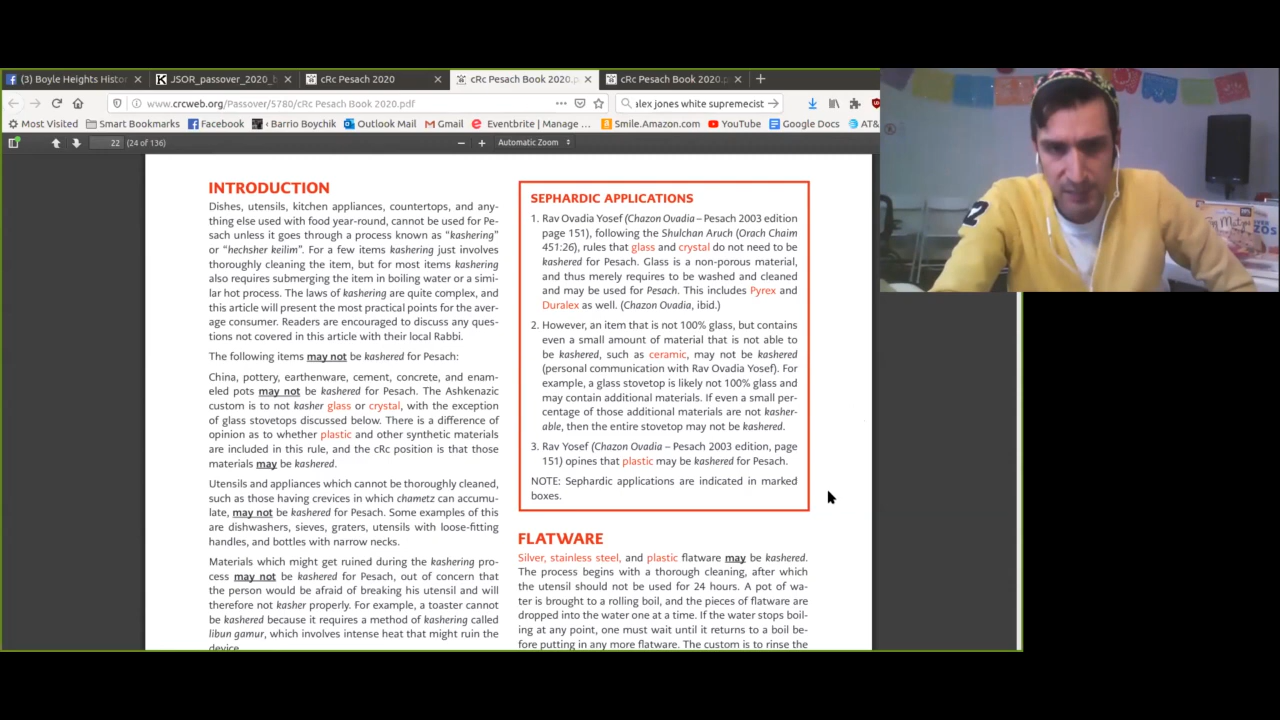 (3) Boyle Heights Histor
JSOR_passover_2020_b
cRc Pesach 2020
cRc Pesach Book 2020.p
cRc Pesach Book 2020.p
www.crcweb.org/Passover/5780/cRc Pesach Book 2020.pdf
alex jones white supremecist
Most Visited
Smart Bookmarks
Facebook
Barrio Boychik
Outlook Mail
Gmail
Eventbrite | Manage ...
Smile.Amazon.com
YouTube
Google Docs
AT&
22 (24 of 136)
Automatic Zoom
INTRODUCTION
Dishes, utensils, kitchen appliances, countertops, and any-
thing else used with food year-round, cannot be used for Pe-
sach unless it goes through a process known as “kashering”
or “hechsher keilim”. For a few items kashering just involves
thoroughly cleaning the item, but for most items kashering
also requires submerging the item in boiling water or a simi-
lar hot process. The laws of kashering are quite complex, and
this article will present the most practical points for the aver-
age consumer. Readers are encouraged to discuss any ques-
tions not covered in this article with their local Rabbi.
The following items may not be kashered for Pesach:
China, pottery, earthenware, cement, concrete, and enam-
eled pots may not be kashered for Pesach. The Ashkenazic
custom is to not kasher glass or crystal, with the exception
of glass stovetops discussed below. There is a difference of
opinion as to whether plastic and other synthetic materials
are included in this rule, and the cRc position is that those
materials may be kashered.
Utensils and appliances which cannot be thoroughly cleaned,
such as those having crevices in which chametz can accumu-
late, may not be kashered for Pesach. Some examples of this
are dishwashers, sieves, graters, utensils with loose-fitting
handles, and bottles with narrow necks.
Materials which might get ruined during the kashering pro-
cess may not be kashered for Pesach, out of concern that
the person would be afraid of breaking his utensil and will
therefore not kasher properly. For example, a toaster cannot
be kashered because it requires a method of kashering called
libun gamur, which involves intense heat that might ruin the
device.
SEPHARDIC APPLICATIONS
1. Rav Ovadia Yosef (Chazon Ovadia – Pesach 2003 edition
page 151), following the Shulchan Aruch (Orach Chaim
451:26), rules that glass and crystal do not need to be
kashered for Pesach. Glass is a non-porous material,
and thus merely requires to be washed and cleaned
and may be used for Pesach. This includes Pyrex and
Duralex as well. (Chazon Ovadia, ibid.)
2. However, an item that is not 100% glass, but contains
even a small amount of material that is not able to
be kashered, such as ceramic, may not be kashered
(personal communication with Rav Ovadia Yosef). For
example, a glass stovetop is likely not 100% glass and
may contain additional materials. If even a small per-
centage of those additional materials are not kasher-
able, then the entire stovetop may not be kashered.
3. Rav Yosef (Chazon Ovadia – Pesach 2003 edition, page
151) opines that plastic may be kashered for Pesach.
NOTE: Sephardic applications are indicated in marked
boxes.
FLATWARE
Silver, stainless steel, and plastic flatware may be kashered.
The process begins with a thorough cleaning, after which
the utensil should not be used for 24 hours. A pot of wa-
ter is brought to a rolling boil, and the pieces of flatware are
dropped into the water one at a time. If the water stops boil-
ing at any point, one must wait until it returns to a boil be-
fore putting in any more flatware. The custom is to rinse the